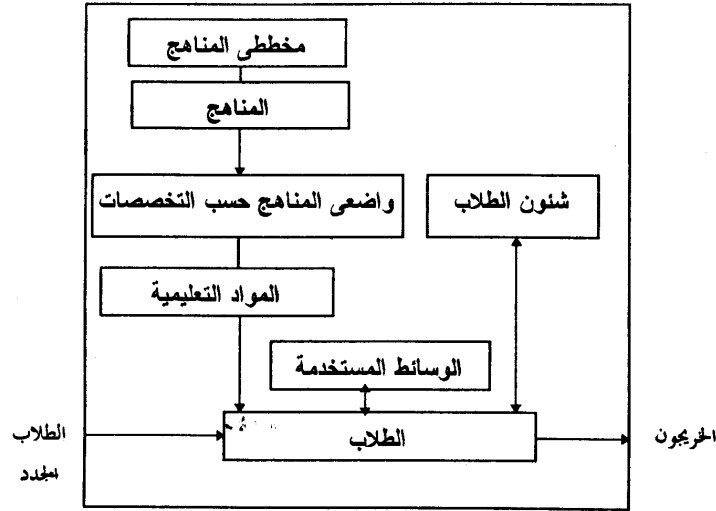 مخططى المناهج
المناهج
واضعى المناهج حسب التخصصات
شئون الطلاب
المواد التعليمية
الوسائط المستخدمة
الطلاب
الطلاب
الجدد
الخريجون